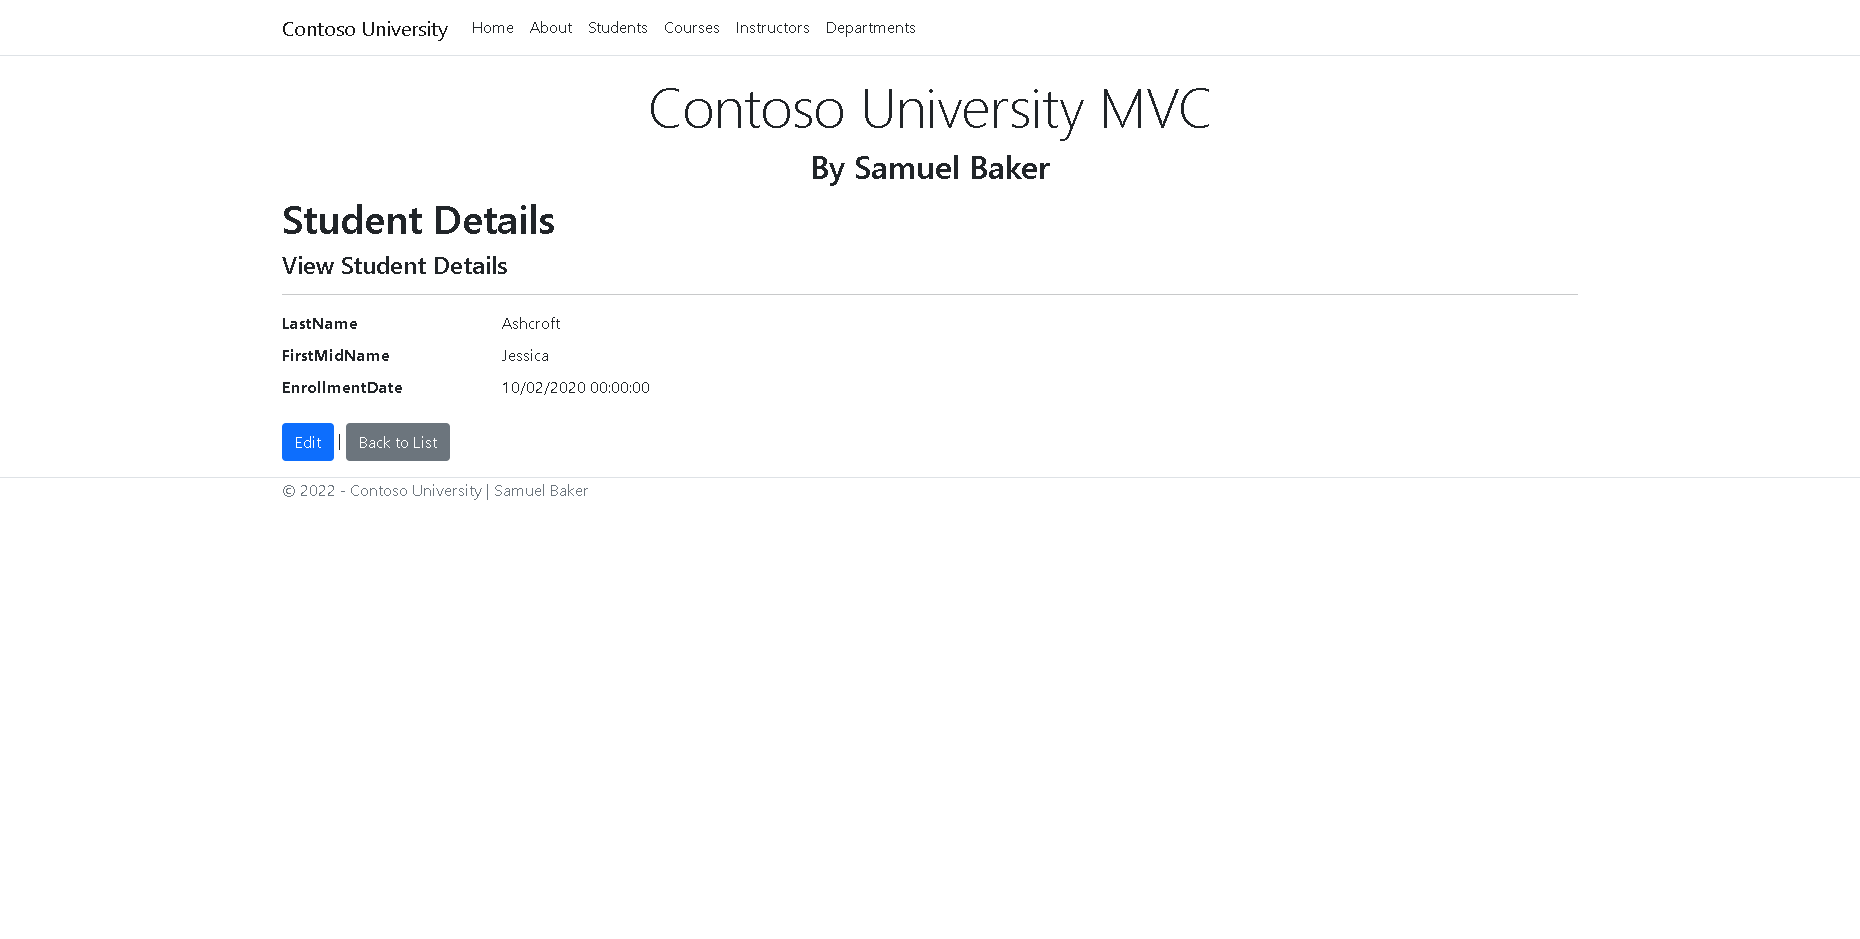 Contoso University Home About Students Courses Instructors Departments
Contoso University MVC
By Samuel Baker
Student Details
View Student Details
LastName Ashcroft
FirstMidName Jessica
EnrollmentDate 10/02/2020 00:00:00
Edit | Back to List
© 2022 - Contoso University | Samuel Baker